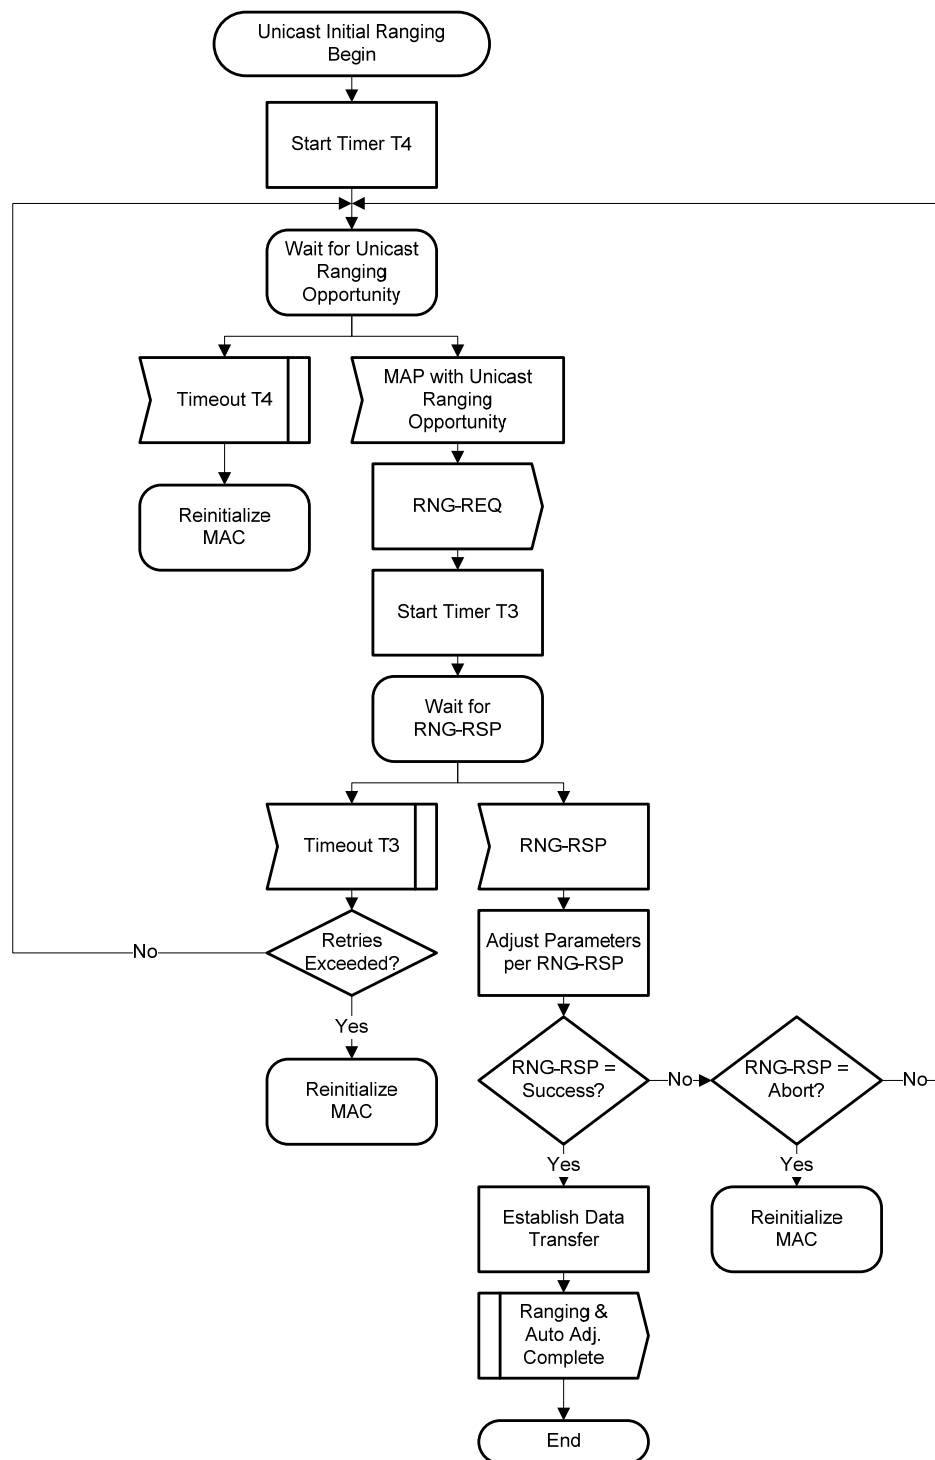 Unicast Initial Ranging
Begin
Start Timer T4
Wait for Unicast
Ranging
Opportunity
Timeout T4
MAP with Unicast
Ranging
Opportunity
Reinitialize
MAC
RNG-REQ
Start Timer T3
Wait for
RNG-RSP
Timeout T3
RNG-RSP
Retries
Exceeded?
No
Adjust Parameters
per RNG-RSP
Yes
Reinitialize
MAC
RNG-RSP =
Success?
No
RNG-RSP =
Abort?
No
Yes
Yes
Establish Data
Transfer
Reinitialize
MAC
Ranging &
Auto Adj.
Complete
End